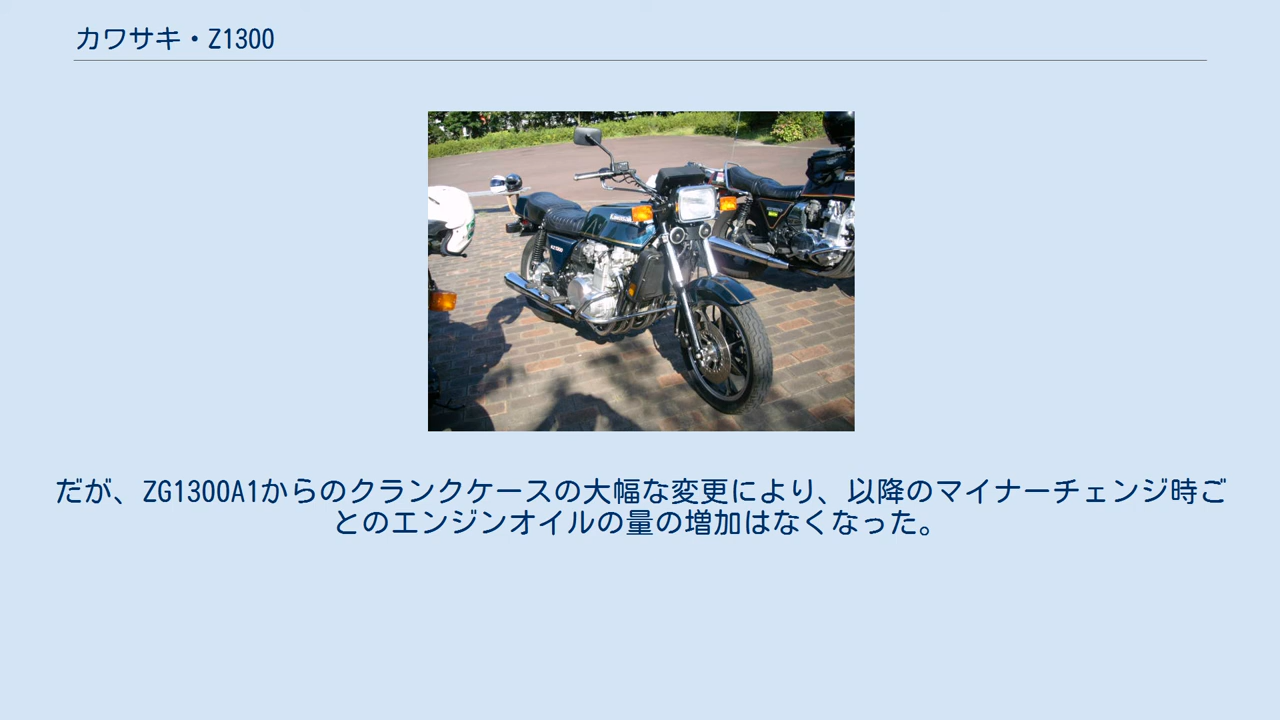 カワサキ・Z1300
だが、ZG1300A1からのクランクケースの大幅な変更により、以降のマイナーチェンジ時ご
とのエンジンオイルの量の増加はなくなった。